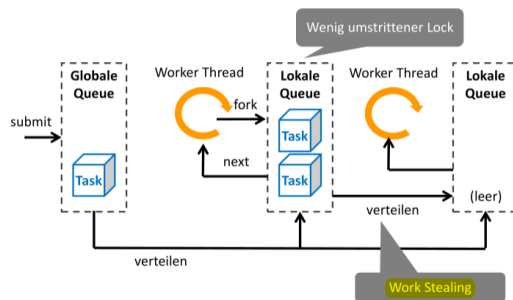 Wenig umstrittener Lock
Globale
Queue
Worker Thread
Lokale
Queue
Worker Thread
Lokale
Queue
submit
fork
Task
next
Task
Task
verteilen
(leer)
verteilen
Work Stealing